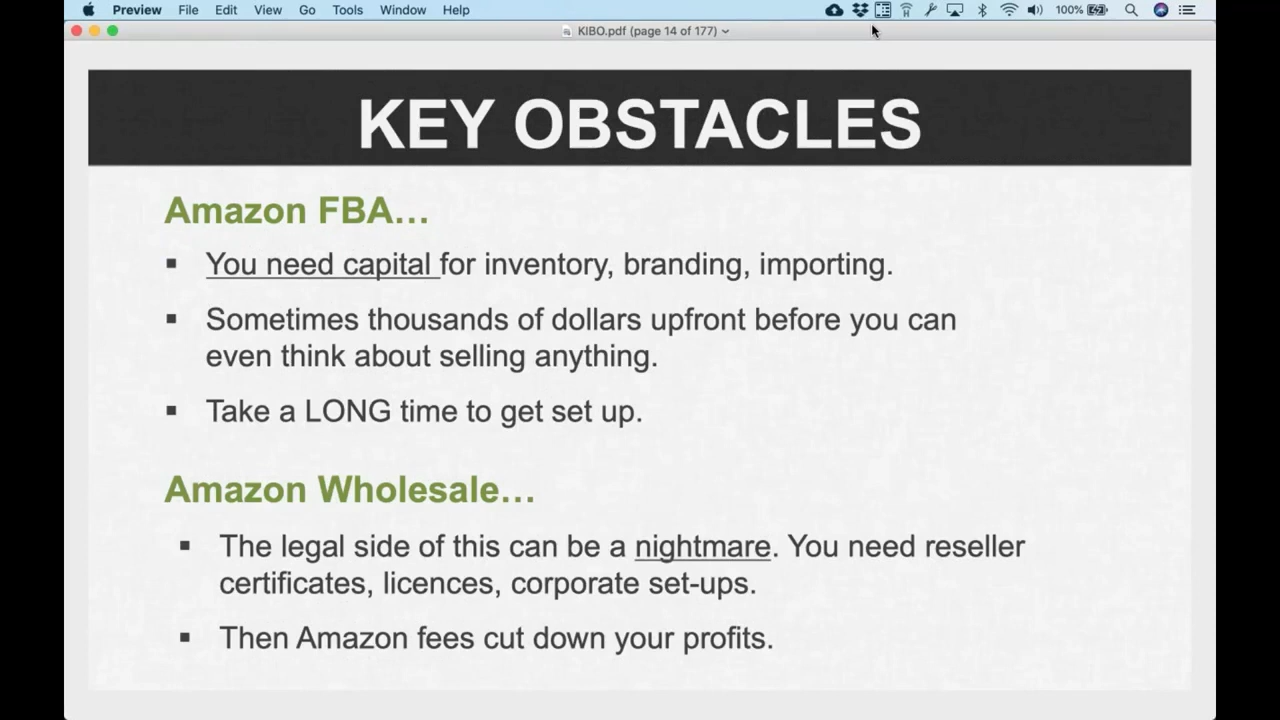 Preview File Edit View Go Tools Window Help 100%
KIBO.pdf (page 14 of 177)
KEY OBSTACLES
Amazon FBA…
▪ You need capital for inventory, branding, importing.
▪ Sometimes thousands of dollars upfront before you can
even think about selling anything.
▪ Take a LONG time to get set up.
Amazon Wholesale…
▪ The legal side of this can be a nightmare. You need reseller
certificates, licences, corporate set-ups.
▪ Then Amazon fees cut down your profits.